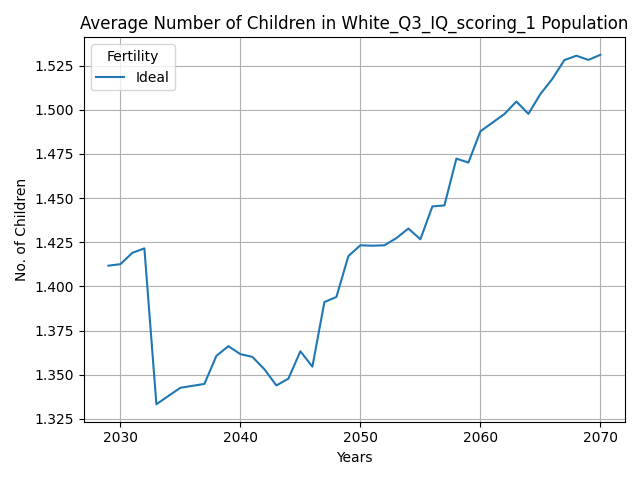 Average Number of Children in White_Q3_IQ_scoring_1 Population
Fertility
Ideal
1.525
1.500
1.475
1.450
1.425
1.400
1.375
1.350
1.325
No. of Children
2030 2040 2050 2060 2070
Years